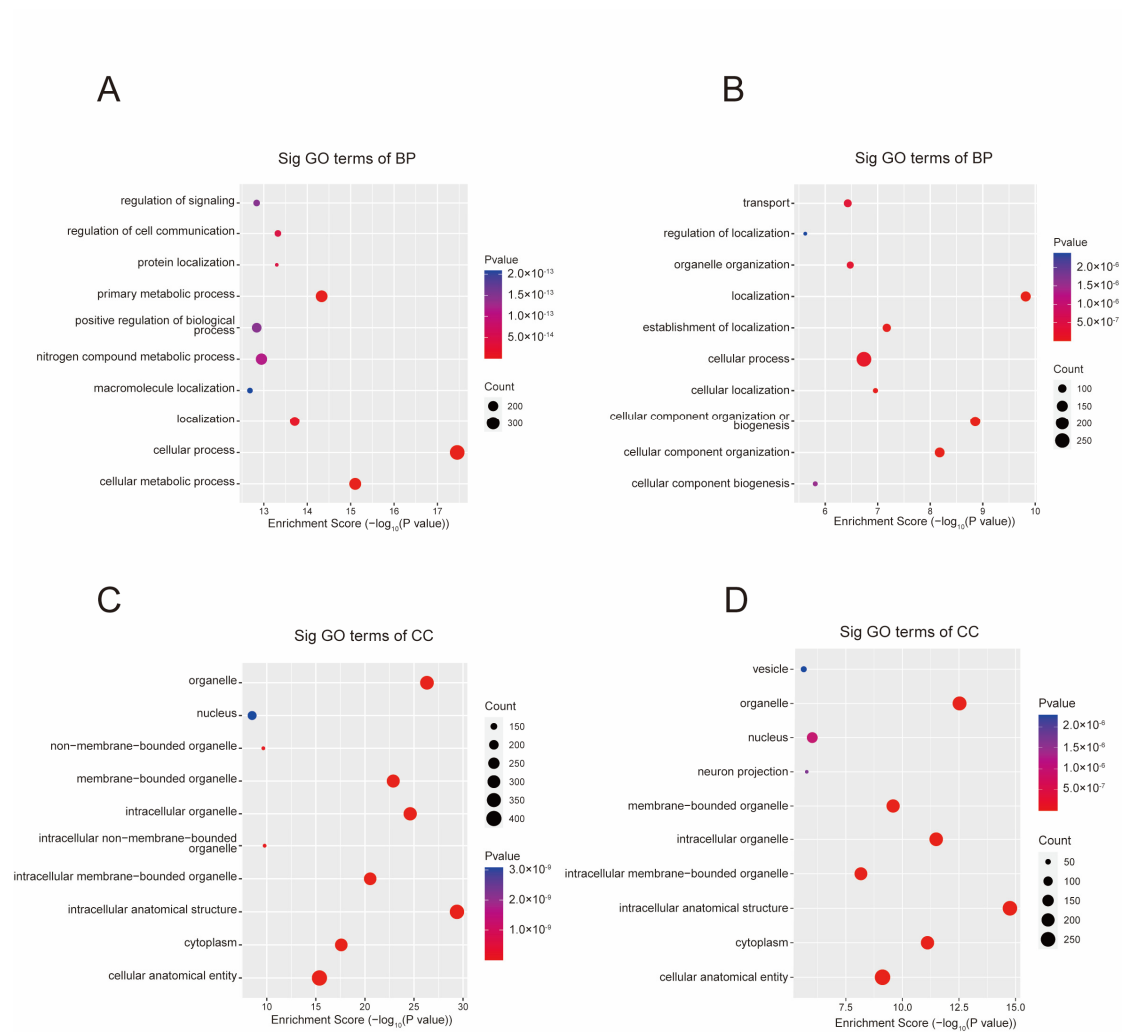 A
Sig GO terms of BP
regulation of signaling
regulation of cell communication
protein localization
primary metabolic process
positive regulation of biological
process
nitrogen compound metabolic process
macromolecule localization
localization
cellular process
cellular metabolic process
13 14 15 16 17
Enrichment Score (−log₁₀(P value))
Pvalue
2.0×10⁻¹³
1.5×10⁻¹³
1.0×10⁻¹³
5.0×10⁻¹⁴
Count
200
300
B
Sig GO terms of BP
transport
regulation of localization
organelle organization
localization
establishment of localization
cellular process
cellular localization
cellular component organization or
biogenesis
cellular component organization
cellular component biogenesis
6 7 8 9 10
Enrichment Score (−log₁₀(P value))
Pvalue
2.0×10⁻⁶
1.5×10⁻⁶
1.0×10⁻⁶
5.0×10⁻⁷
Count
100
150
200
250
C
Sig GO terms of CC
organelle
nucleus
non−membrane−bounded organelle
membrane−bounded organelle
intracellular organelle
intracellular non−membrane−bounded
organelle
intracellular membrane−bounded organelle
intracellular anatomical structure
cytoplasm
cellular anatomical entity
10 15 20 25 30
Enrichment Score (−log₁₀(P value))
Count
150
200
250
300
350
400
Pvalue
3.0×10⁻⁹
2.0×10⁻⁹
1.0×10⁻⁹
D
Sig GO terms of CC
vesicle
organelle
nucleus
neuron projection
membrane−bounded organelle
intracellular organelle
intracellular membrane−bounded organelle
intracellular anatomical structure
cytoplasm
cellular anatomical entity
7.5 10.0 12.5 15.0
Enrichment Score (−log₁₀(P value))
Pvalue
2.0×10⁻⁶
1.5×10⁻⁶
1.0×10⁻⁶
5.0×10⁻⁷
Count
50
100
150
200
250